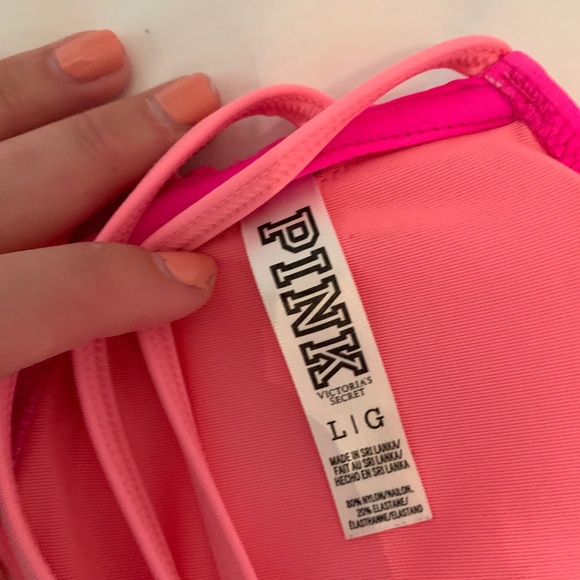 PINK
VICTORIA'S
SECRET
L | G
MADE IN SRI LANKA/
FAIT AU SRI LANKA/
HECHO EN SRI LANKA
80% NYLON/NAILON,
20% ELASTANE/
ÉLASTHANNE/ELASTANO